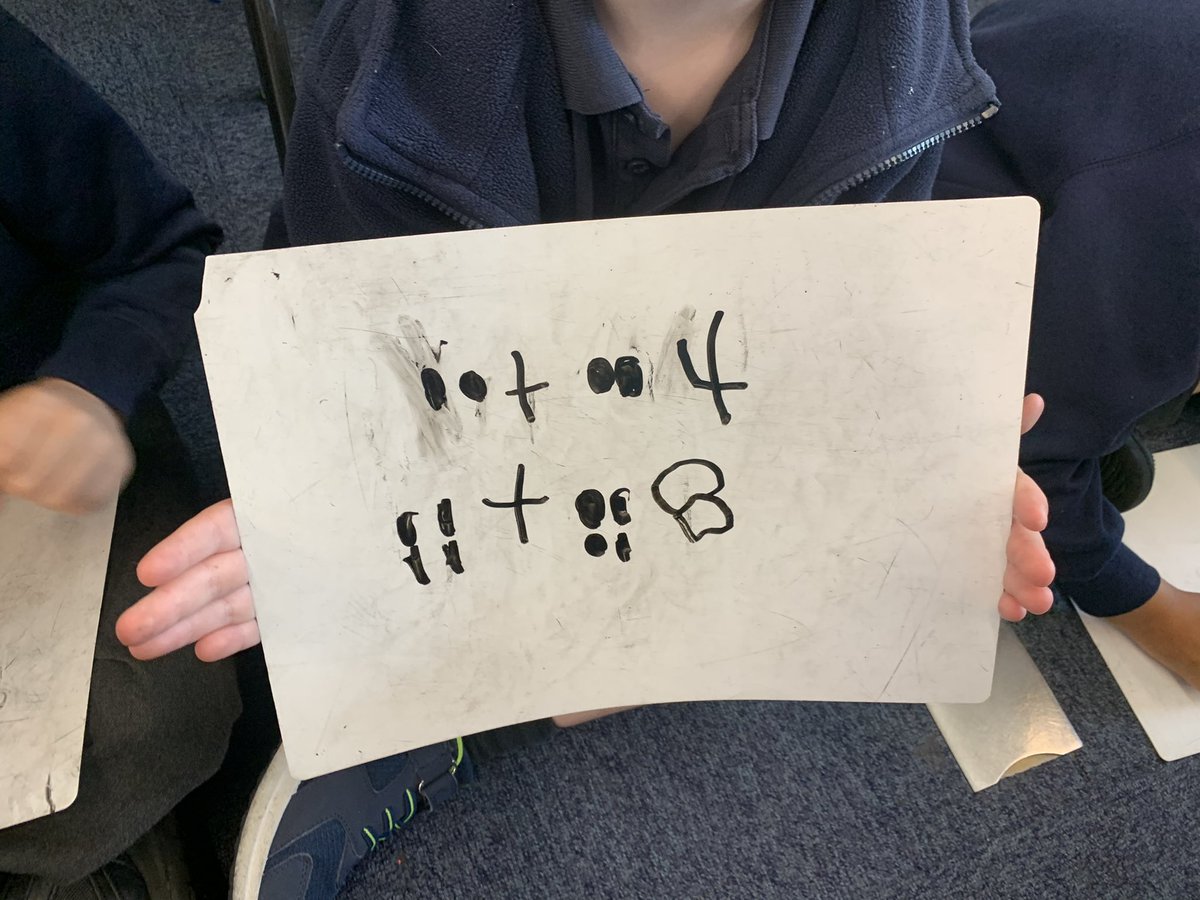 •• + •• 4
:: + :: 8